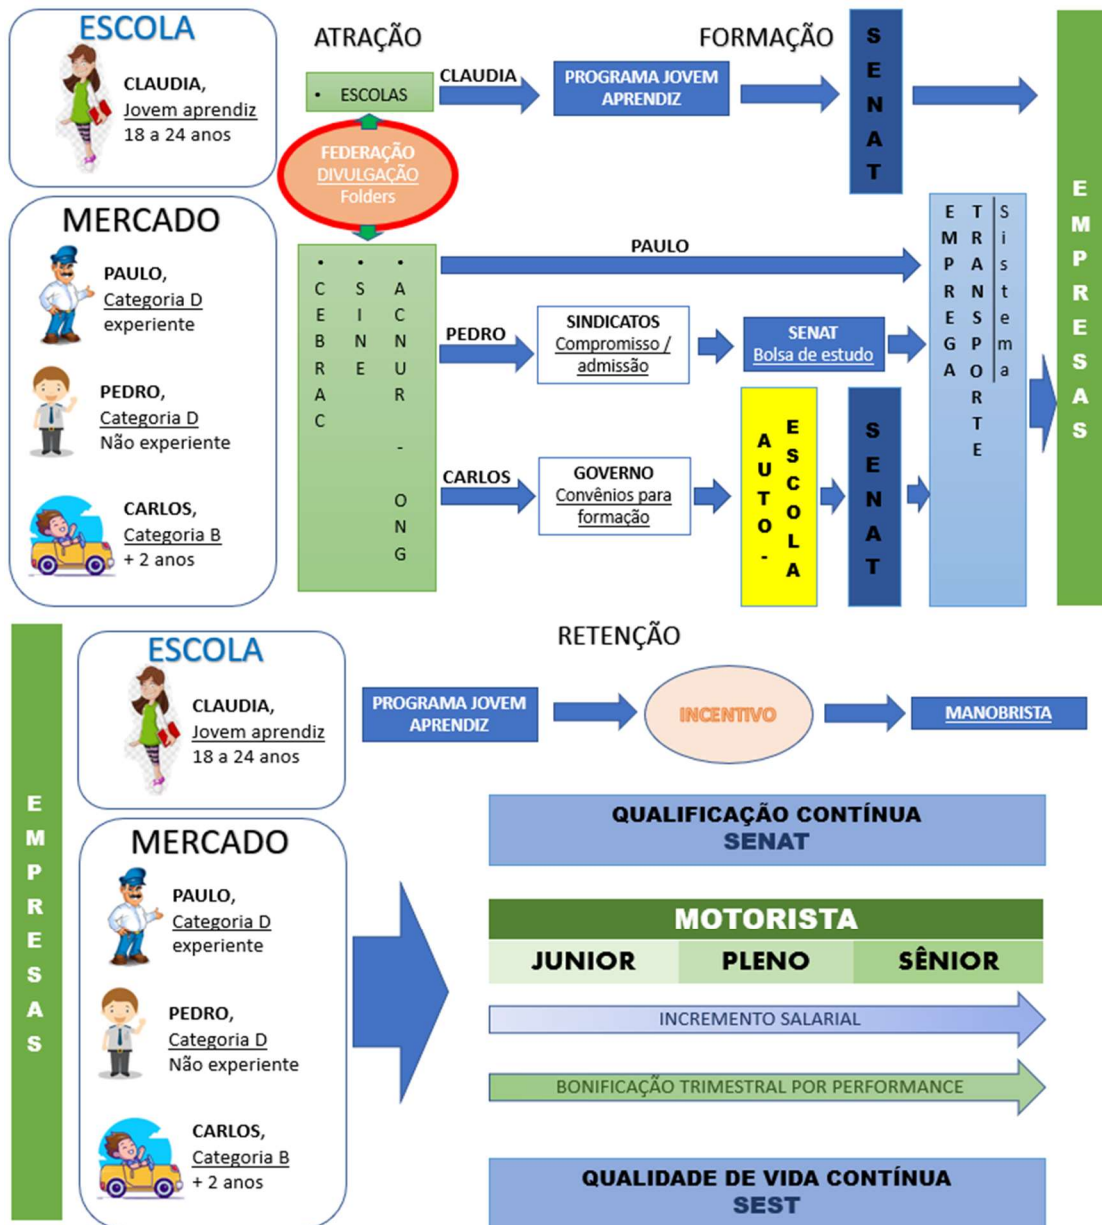 ESCOLA
CLAUDIA,
Jovem aprendiz
18 a 24 anos
ATRAÇÃO
FORMAÇÃO
• ESCOLAS
CLAUDIA
PROGRAMA JOVEM
APRENDIZ
SENAT
FEDERAÇÃO
DIVULGAÇÃO
Folders
MERCADO
PAULO,
Categoria D
experiente
PEDRO,
Categoria D
Não experiente
CARLOS,
Categoria B
+ 2 anos
• CEBRAC
• SINE
• ACNUR - ONG
PAULO
PEDRO
SINDICATOS
Compromisso /
admissão
SENAT
Bolsa de estudo
CARLOS
GOVERNO
Convênios para
formação
AUTO-
ESCOLA
SENAT
EMPREGA
TRANSPORTE
Sistema
EMPRESAS
EMPRESAS
ESCOLA
CLAUDIA,
Jovem aprendiz
18 a 24 anos
RETENÇÃO
PROGRAMA JOVEM
APRENDIZ
INCENTIVO
MANOBRISTA
MERCADO
PAULO,
Categoria D
experiente
PEDRO,
Categoria D
Não experiente
CARLOS,
Categoria B
+ 2 anos
QUALIFICAÇÃO CONTÍNUA
SENAT
MOTORISTA
JUNIOR PLENO SÊNIOR
INCREMENTO SALARIAL
BONIFICAÇÃO TRIMESTRAL POR PERFORMANCE
QUALIDADE DE VIDA CONTÍNUA
SEST